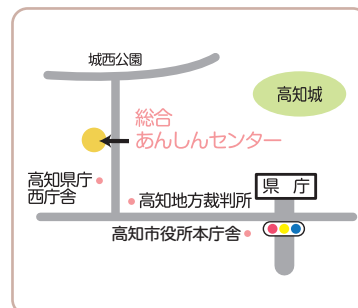 城西公園
高知城
総合
あんしんセンター
高知県庁
西庁舎
高知地方裁判所
県庁
高知市役所本庁舎